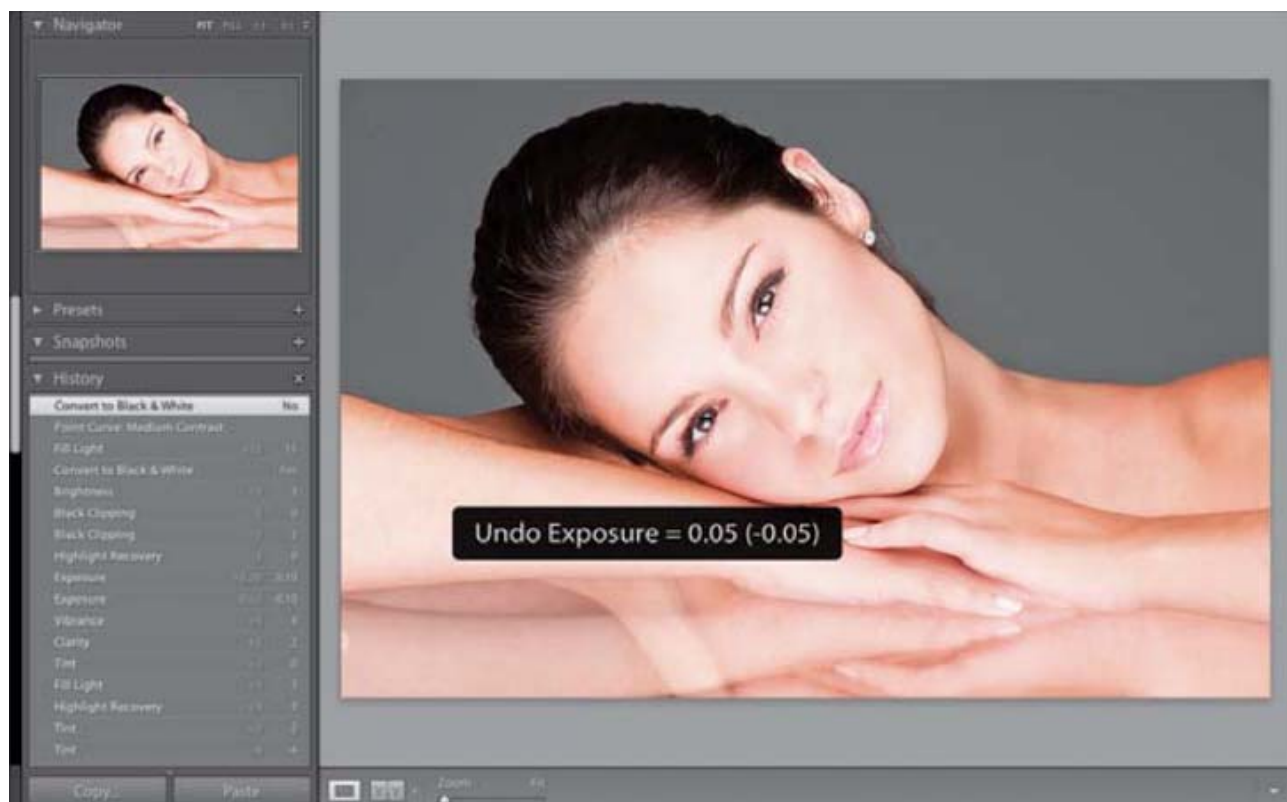 Navigator FIT FILL
Presets
Snapshots
History
Convert to Black & White No
Point Curve: Medium Contrast
Fill Light
Convert to Black & White
Brightness
Black Clipping
Black Clipping
Highlight Recovery
Exposure
Exposure
Vibrance
Clarity
Tint
Fill Light
Highlight Recovery
Tint
Tint
Undo Exposure = 0.05 (-0.05)
Copy... Paste
Zoom Fit